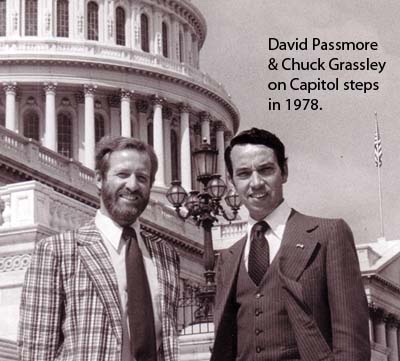 David Passmore
& Chuck Grassley
on Capitol steps
in 1978.